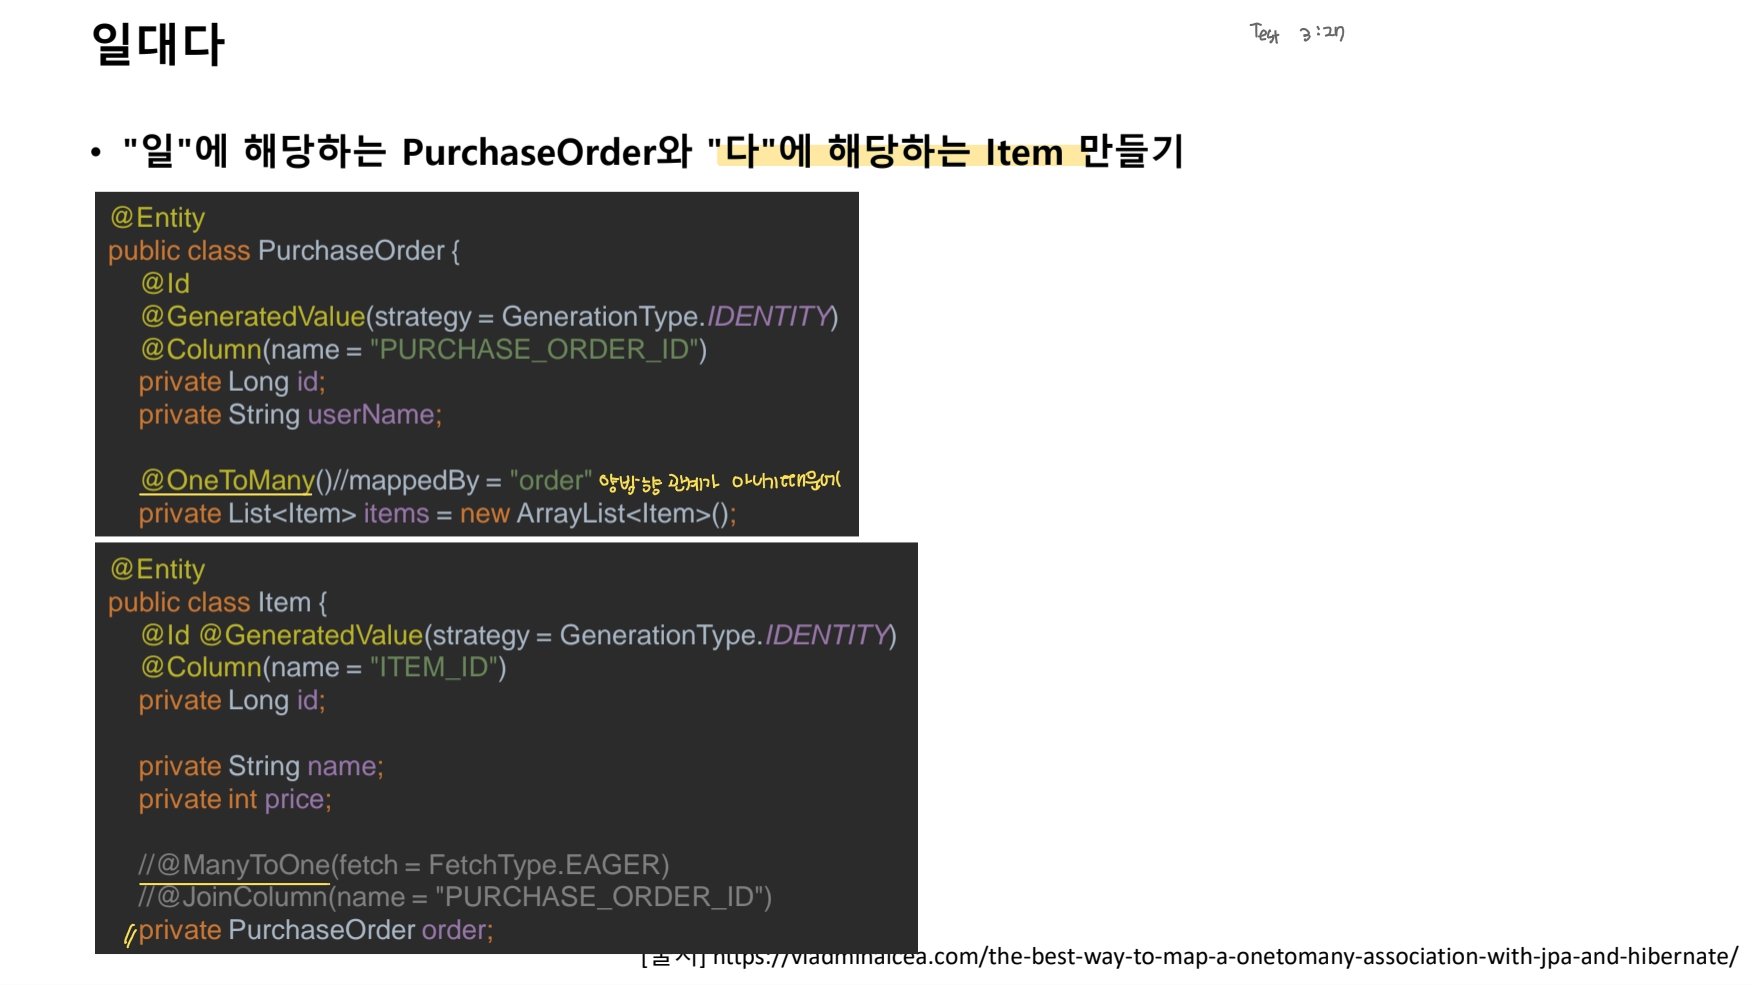 일대다
Test 3:27
• "일"에 해당하는 PurchaseOrder와 "다"에 해당하는 Item 만들기
@Entity
public class PurchaseOrder {
@Id
@GeneratedValue(strategy = GenerationType.IDENTITY)
@Column(name = "PURCHASE_ORDER_ID")
private Long id;
private String userName;
@OneToMany()//mappedBy = "order" 양방향 관계가 아니기때문에
private List<Item> items = new ArrayList<Item>();
@Entity
public class Item {
@Id @GeneratedValue(strategy = GenerationType.IDENTITY)
@Column(name = "ITEM_ID")
private Long id;
private String name;
private int price;
//@ManyToOne(fetch = FetchType.EAGER)
//@JoinColumn(name = "PURCHASE_ORDER_ID")
//private PurchaseOrder order;
[출처] https://vladmihalcea.com/the-best-way-to-map-a-onetomany-association-with-jpa-and-hibernate/